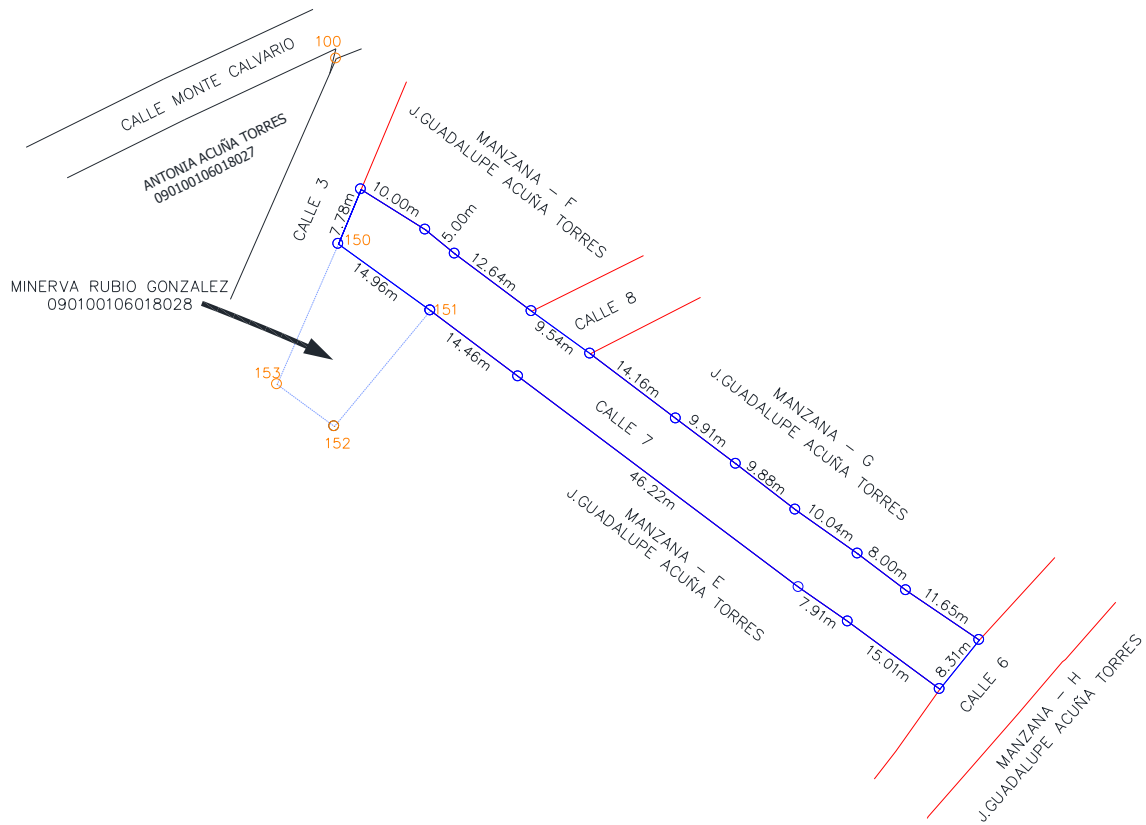 100
CALLE MONTE CALVARIO
ANTONIA ACUÑA TORRES
090100106018027
MANZANA – F
J.GUADALUPE ACUÑA TORRES
CALLE 3
7.78m
10.00m
5.00m
150
12.64m
MINERVA RUBIO GONZALEZ
090100106018028
14.96m
151
9.54m
CALLE 8
14.46m
153
152
14.16m
CALLE 7
MANZANA – G
J.GUADALUPE ACUÑA TORRES
9.91m
9.88m
46.22m
10.04m
MANZANA – E
J.GUADALUPE ACUÑA TORRES
8.00m
11.65m
7.91m
15.01m
8.31m
CALLE 6
MANZANA – H
J.GUADALUPE ACUÑA TORRES